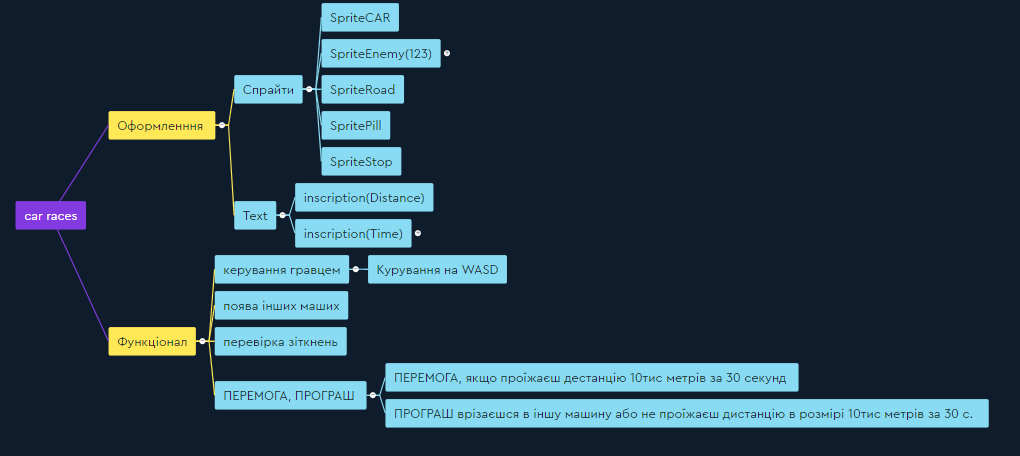 SpriteCAR
SpriteEnemy(123)
Спрайти
SpriteRoad
Оформленння
SpritePill
SpriteStop
inscription(Distance)
car races
Text
inscription(Time)
керування гравцем
Курування на WASD
поява інших маших
Функціонал
перевірка зіткнень
ПЕРЕМОГА, якщо проїжаєш дестанцію 10тис метрів за 30 секунд
ПЕРЕМОГА, ПРОГРАШ
ПРОГРАШ врізаєшся в іншу машину або не проїжаєш дистанцію в розмірі 10тис метрів за 30 с.